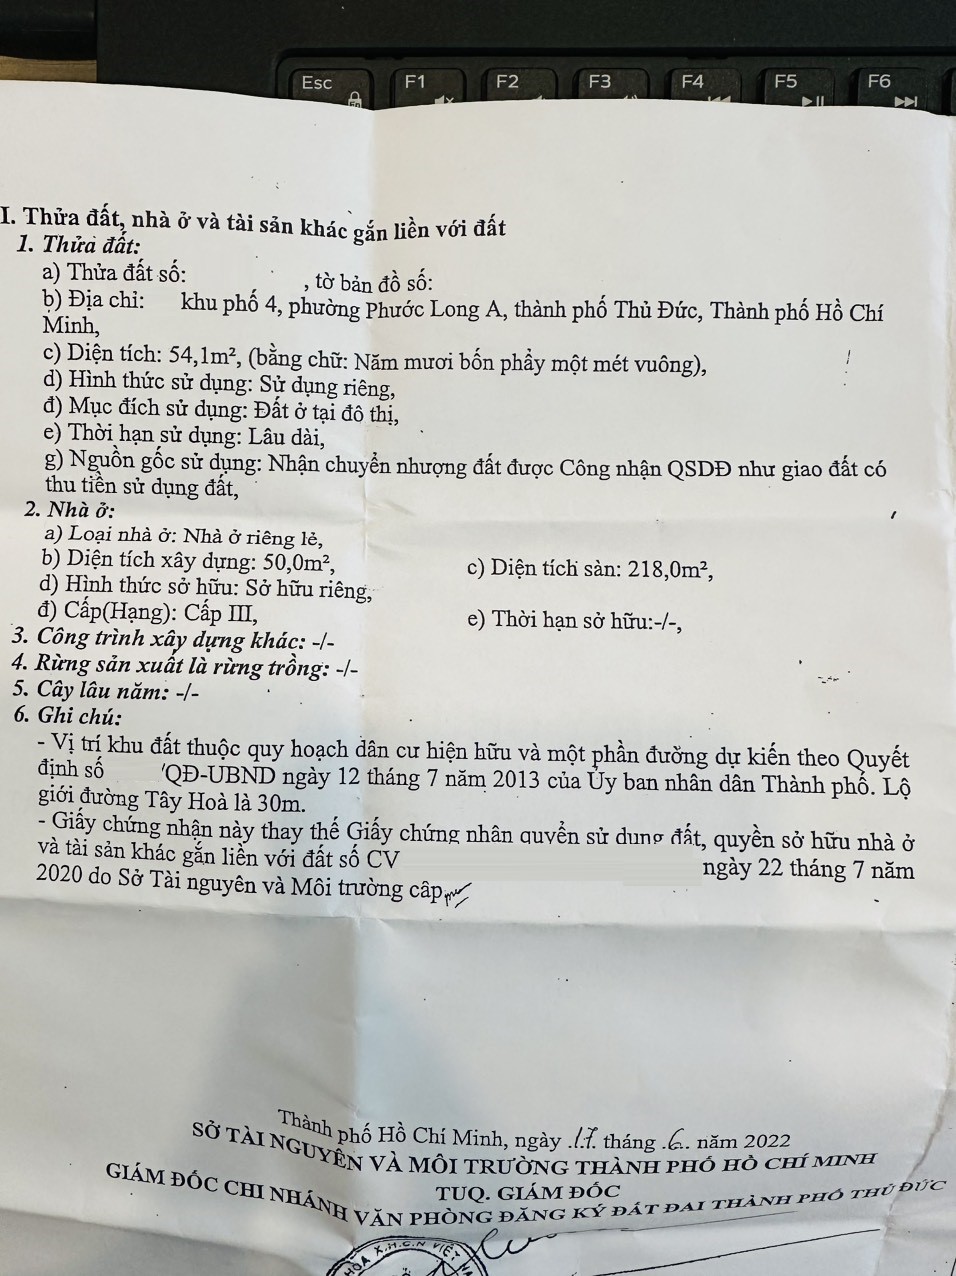 Esc F1 F2 F3 F4 F5 F6
I. Thửa đất, nhà ở và tài sản khác gắn liền với đất
1. Thửa đất:
a) Thửa đất số: , tờ bản đồ số:
b) Địa chỉ: khu phố 4, phường Phước Long A, thành phố Thủ Đức, Thành phố Hồ Chí
Minh,
c) Diện tích: 54,1m², (bằng chữ: Năm mươi bốn phẩy một mét vuông),
d) Hình thức sử dụng: Sử dụng riêng,
đ) Mục đích sử dụng: Đất ở tại đô thị,
e) Thời hạn sử dụng: Lâu dài,
g) Nguồn gốc sử dụng: Nhận chuyển nhượng đất được Công nhận QSDĐ như giao đất có
thu tiền sử dụng đất,
2. Nhà ở:
a) Loại nhà ở: Nhà ở riêng lẻ,
b) Diện tích xây dựng: 50,0m², c) Diện tích sàn: 218,0m²,
d) Hình thức sở hữu: Sở hữu riêng,
đ) Cấp(Hạng): Cấp III, e) Thời hạn sở hữu:-/-,
3. Công trình xây dựng khác: -/-
4. Rừng sản xuất là rừng trồng: -/-
5. Cây lâu năm: -/-
6. Ghi chú:
- Vị trí khu đất thuộc quy hoạch dân cư hiện hữu và một phần đường dự kiến theo Quyết
định số /QĐ-UBND ngày 12 tháng 7 năm 2013 của Ủy ban nhân dân Thành phố. Lộ
giới đường Tây Hoà là 30m.
- Giấy chứng nhận này thay thế Giấy chứng nhận quyền sử dụng đất, quyền sở hữu nhà ở
và tài sản khác gắn liền với đất số CV ngày 22 tháng 7 năm
2020 do Sở Tài nguyên và Môi trường cấp
Thành phố Hồ Chí Minh, ngày .17. tháng .6.. năm 2022
SỞ TÀI NGUYÊN VÀ MÔI TRƯỜNG THÀNH PHỐ HỒ CHÍ MINH
TUQ. GIÁM ĐỐC
GIÁM ĐỐC CHI NHÁNH VĂN PHÒNG ĐĂNG KÝ ĐẤT ĐAI THÀNH PHỐ THỦ ĐỨC
HÒA X.H.C.N VIỆT